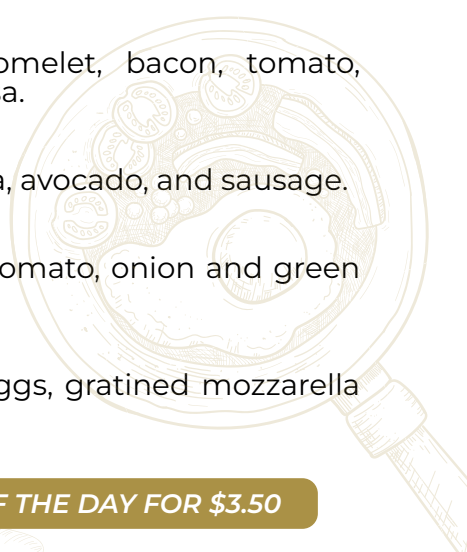 omelet, bacon, tomato,
a.
a, avocado, and sausage.
omato, onion and green
ggs, gratined mozzarella
F THE DAY FOR $3.50